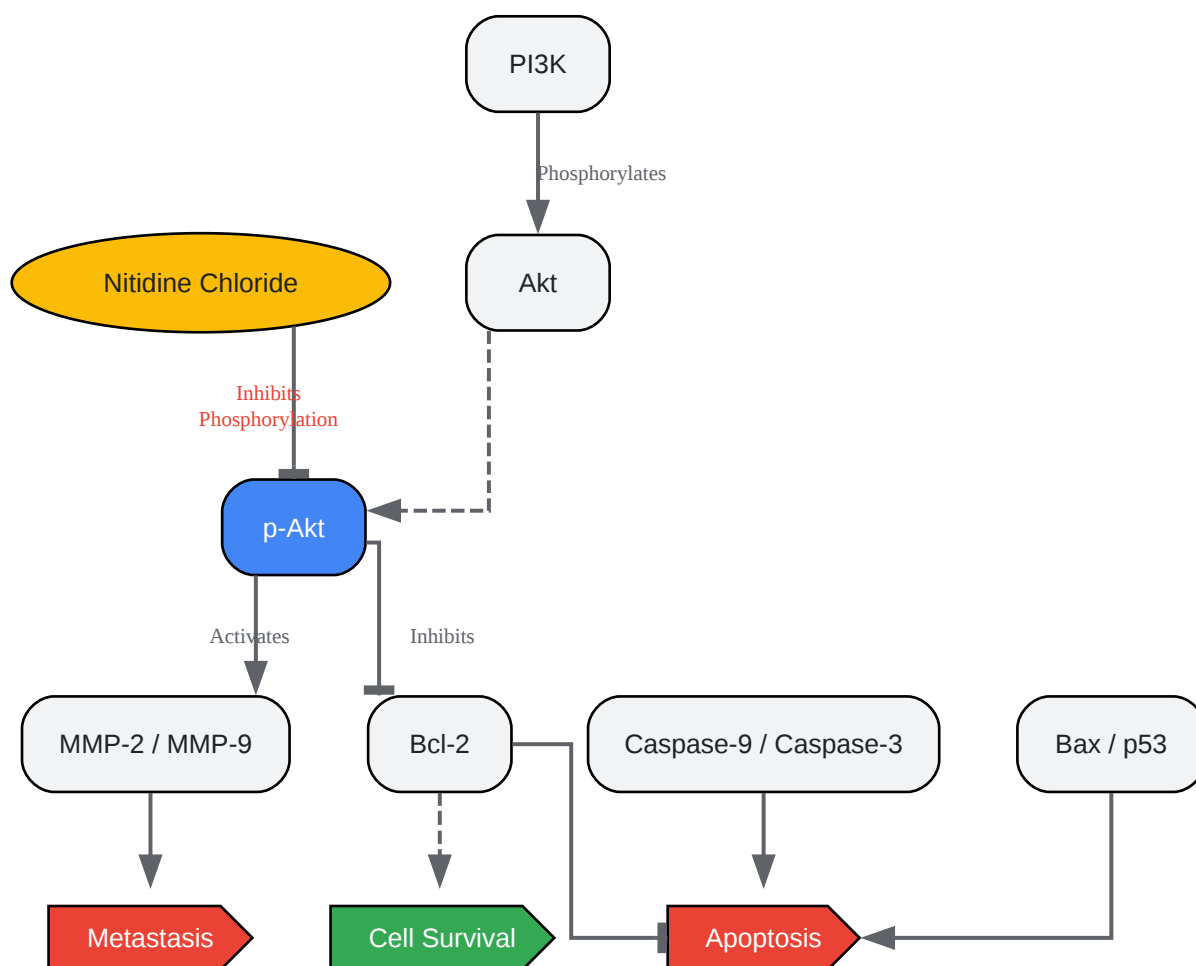 PI3K
Phosphorylates
Nitidine Chloride
Akt
Inhibits
Phosphorylation
p-Akt
Activates
Inhibits
MMP-2 / MMP-9
Bcl-2
Caspase-9 / Caspase-3
Bax / p53
Metastasis
Cell Survival
Apoptosis